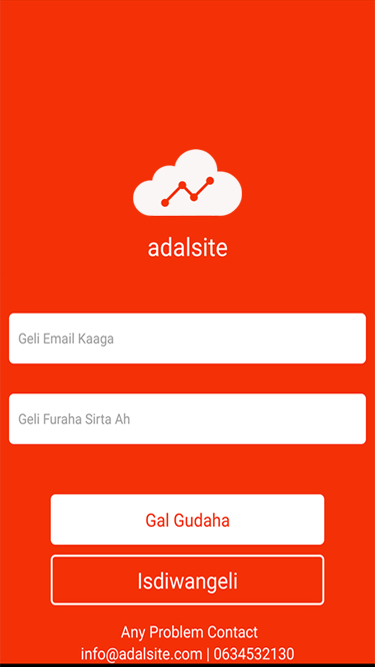 adalsite
Geli Email Kaaga
Geli Furaha Sirta Ah
Gal Gudaha
Isdiwangeli
Any Problem Contact
info@adalsite.com | 0634532130